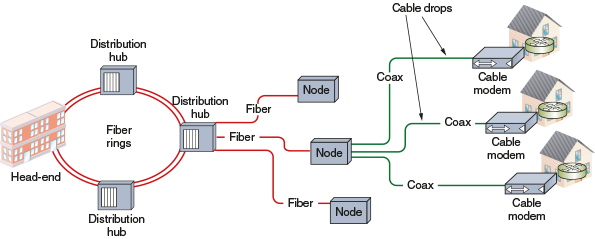 Cable drops
Distribution
hub
Coax
Cable
modem
Node
Fiber
Distribution
hub
Fiber
rings
Fiber
Node
Coax
Cable
modem
Head-end
Coax
Cable
modem
Fiber
Node
Distribution
hub